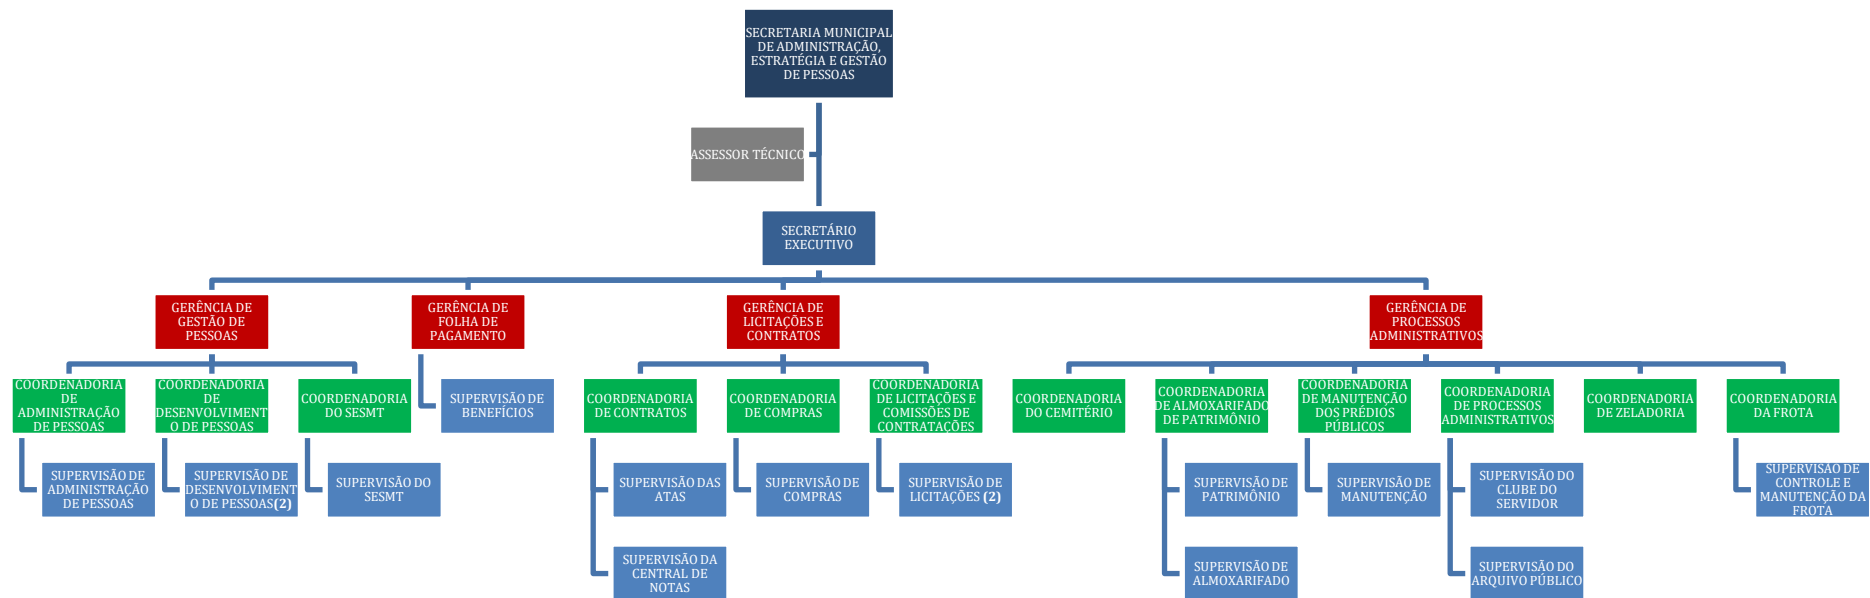 SECRETARIA MUNICIPAL
DE ADMINISTRAÇÃO,
ESTRATÉGIA E GESTÃO
DE PESSOAS
ASSESSOR TÉCNICO
SECRETÁRIO
EXECUTIVO
GERÊNCIA DE
GESTÃO DE
PESSOAS
GERÊNCIA DE
FOLHA DE
PAGAMENTO
GERÊNCIA DE
LICITAÇÕES E
CONTRATOS
GERÊNCIA DE
PROCESSOS
ADMINISTRATIVOS
COORDENADORIA
DE
ADMINISTRAÇÃO
DE PESSOAS
COORDENADORIA
DE
DESENVOLVIMENT
O DE PESSOAS
COORDENADORIA
DO SESMT
SUPERVISÃO DE
BENEFÍCIOS
COORDENADORIA
DE CONTRATOS
COORDENADORIA
DE COMPRAS
COORDENADORIA
DE LICITAÇÕES E
COMISSÕES DE
CONTRATAÇÕES
COORDENADORIA
DO CEMITÉRIO
COORDENADORIA
DE ALMOXARIFADO
DE PATRIMÔNIO
COORDENADORIA
DE MANUTENÇÃO
DOS PRÉDIOS
PÚBLICOS
COORDENADORIA
DE PROCESSOS
ADMINISTRATIVOS
COORDENADORIA
DE ZELADORIA
COORDENADORIA
DA FROTA
SUPERVISÃO DE
ADMINISTRAÇÃO
DE PESSOAS
SUPERVISÃO DE
DESENVOLVIMENT
O DE PESSOAS(2)
SUPERVISÃO DO
SESMT
SUPERVISÃO DAS
ATAS
SUPERVISÃO DE
COMPRAS
SUPERVISÃO DE
LICITAÇÕES (2)
SUPERVISÃO DE
PATRIMÔNIO
SUPERVISÃO DE
MANUTENÇÃO
SUPERVISÃO DO
CLUBE DO
SERVIDOR
SUPERVISÃO DE
CONTROLE E
MANUTENÇÃO DA
FROTA
SUPERVISÃO DA
CENTRAL DE
NOTAS
SUPERVISÃO DE
ALMOXARIFADO
SUPERVISÃO DO
ARQUIVO PÚBLICO